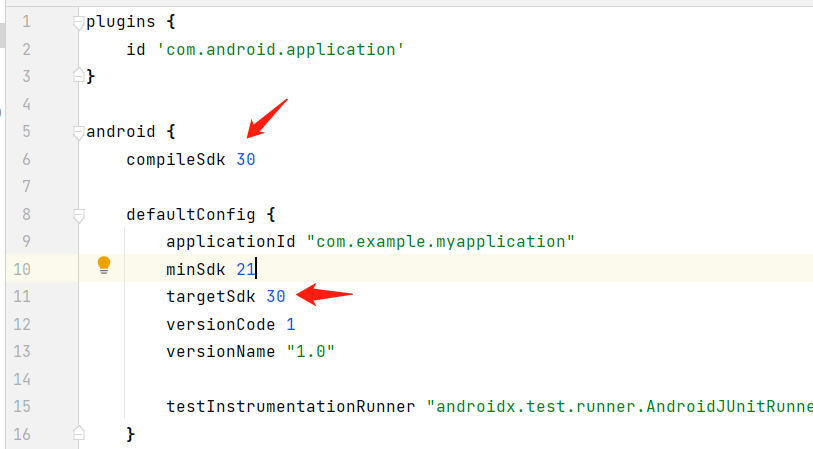 1 plugins {
2 id 'com.android.application'
3 }
4
5 android {
6 compileSdk 30
7
8 defaultConfig {
9 applicationId "com.example.myapplication"
10 minSdk 21
11 targetSdk 30
12 versionCode 1
13 versionName "1.0"
14
15 testInstrumentationRunner "androidx.test.runner.AndroidJUnitRunne
16 }